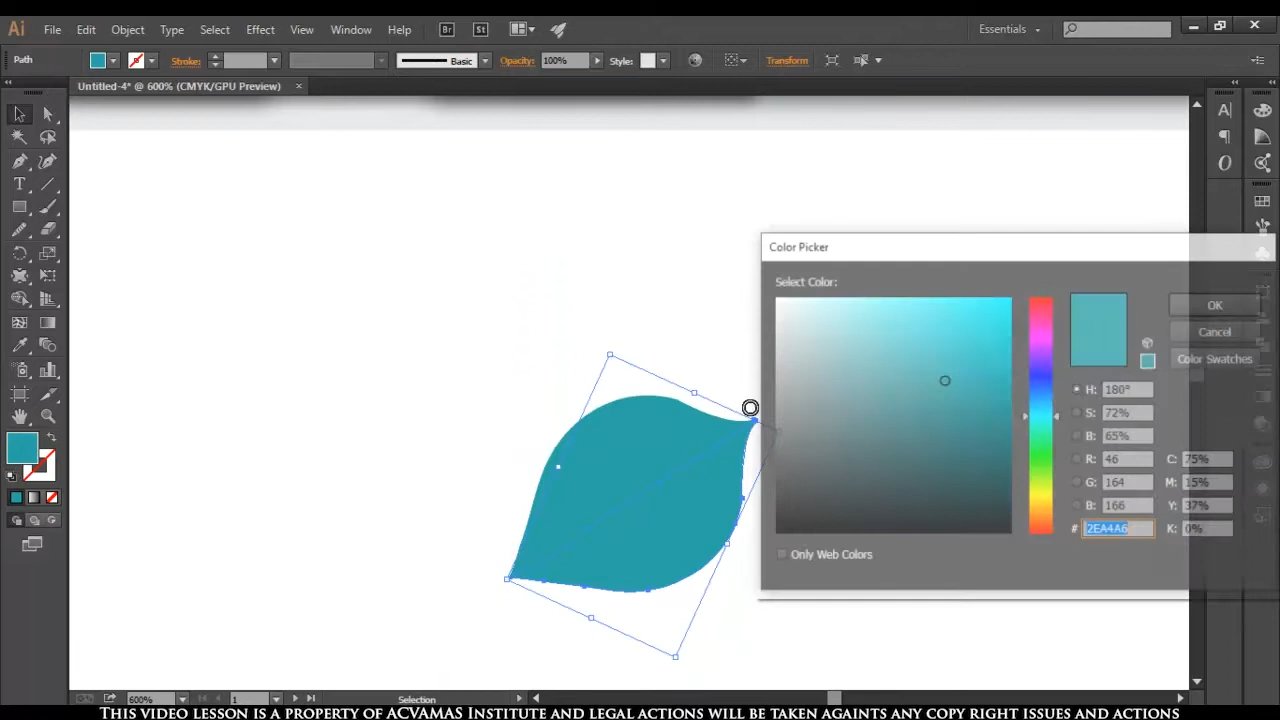 Ai File Edit Object Type Select Effect View Window Help Br St Essentials
Path Stroke: Basic Opacity: 100% Style: Transform
Untitled-4* @ 600% (CMYK/GPU Preview) ×
Color Picker
Select Color:
OK
Cancel
Color Swatches
H: 180°
S: 72%
B: 65%
R: 46 C: 75%
G: 164 M: 15%
B: 166 Y: 37%
# 2EA4A6 K: 0%
Only Web Colors
600% 1 Selection
This video lesson is a property of ACVAMAS Institute and legal actions will be taken againts any copy right issues and actions